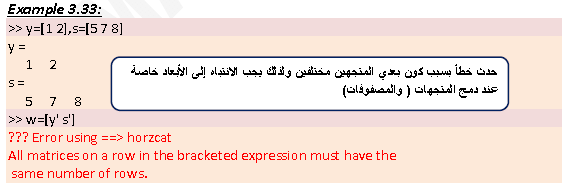 Example 3.33:
>> y=[1 2],s=[5 7 8]
y =
1 2
s =
5 7 8
حدث خطأ بسبب كون بعدي المتجهين مختلفين ولذلك يجب الانتباه إلى الأبعاد خاصة
عند دمج المتجهات ( والمصفوفات)
>> w=[y' s']
??? Error using ==> horzcat
All matrices on a row in the bracketed expression must have the
same number of rows.